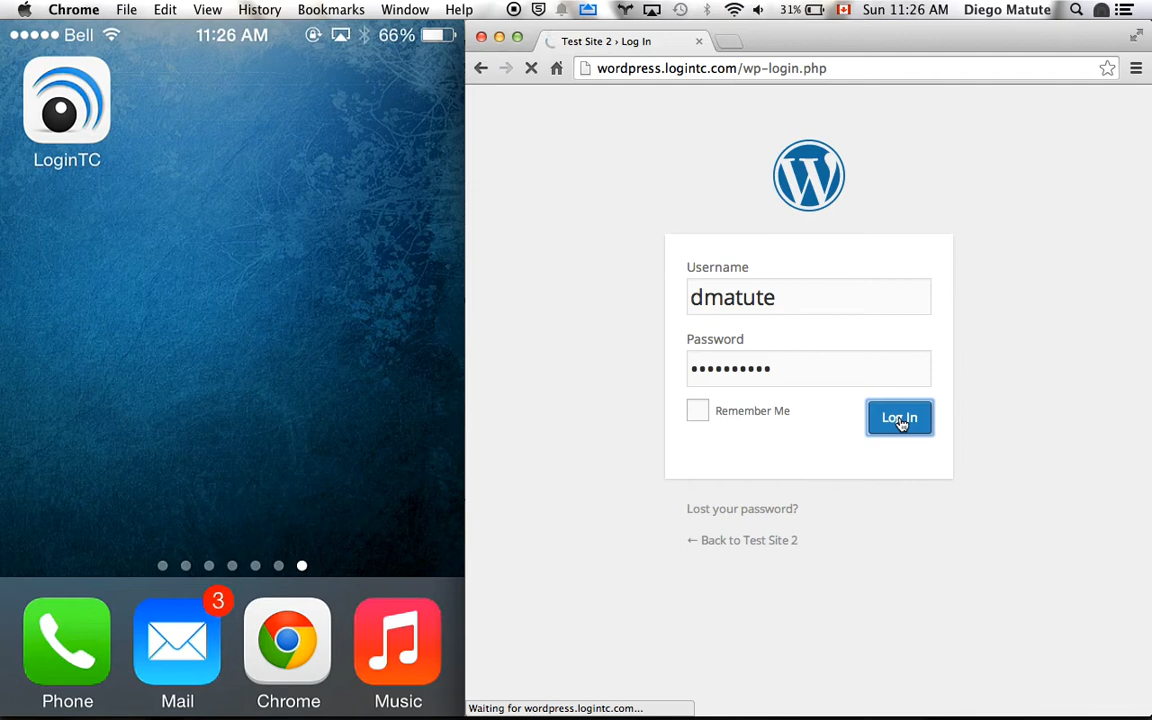 Chrome File Edit View History Bookmarks Window Help 31% Sun 11:26 AM Diego Matute
Bell 11:26 AM 66%
LoginTC
3
Phone Mail Chrome Music
Test Site 2 › Log In
wordpress.logintc.com/wp-login.php
W
Username
dmatute
Password
••••••••••
Remember Me
Log In
Lost your password?
← Back to Test Site 2
Waiting for wordpress.logintc.com...